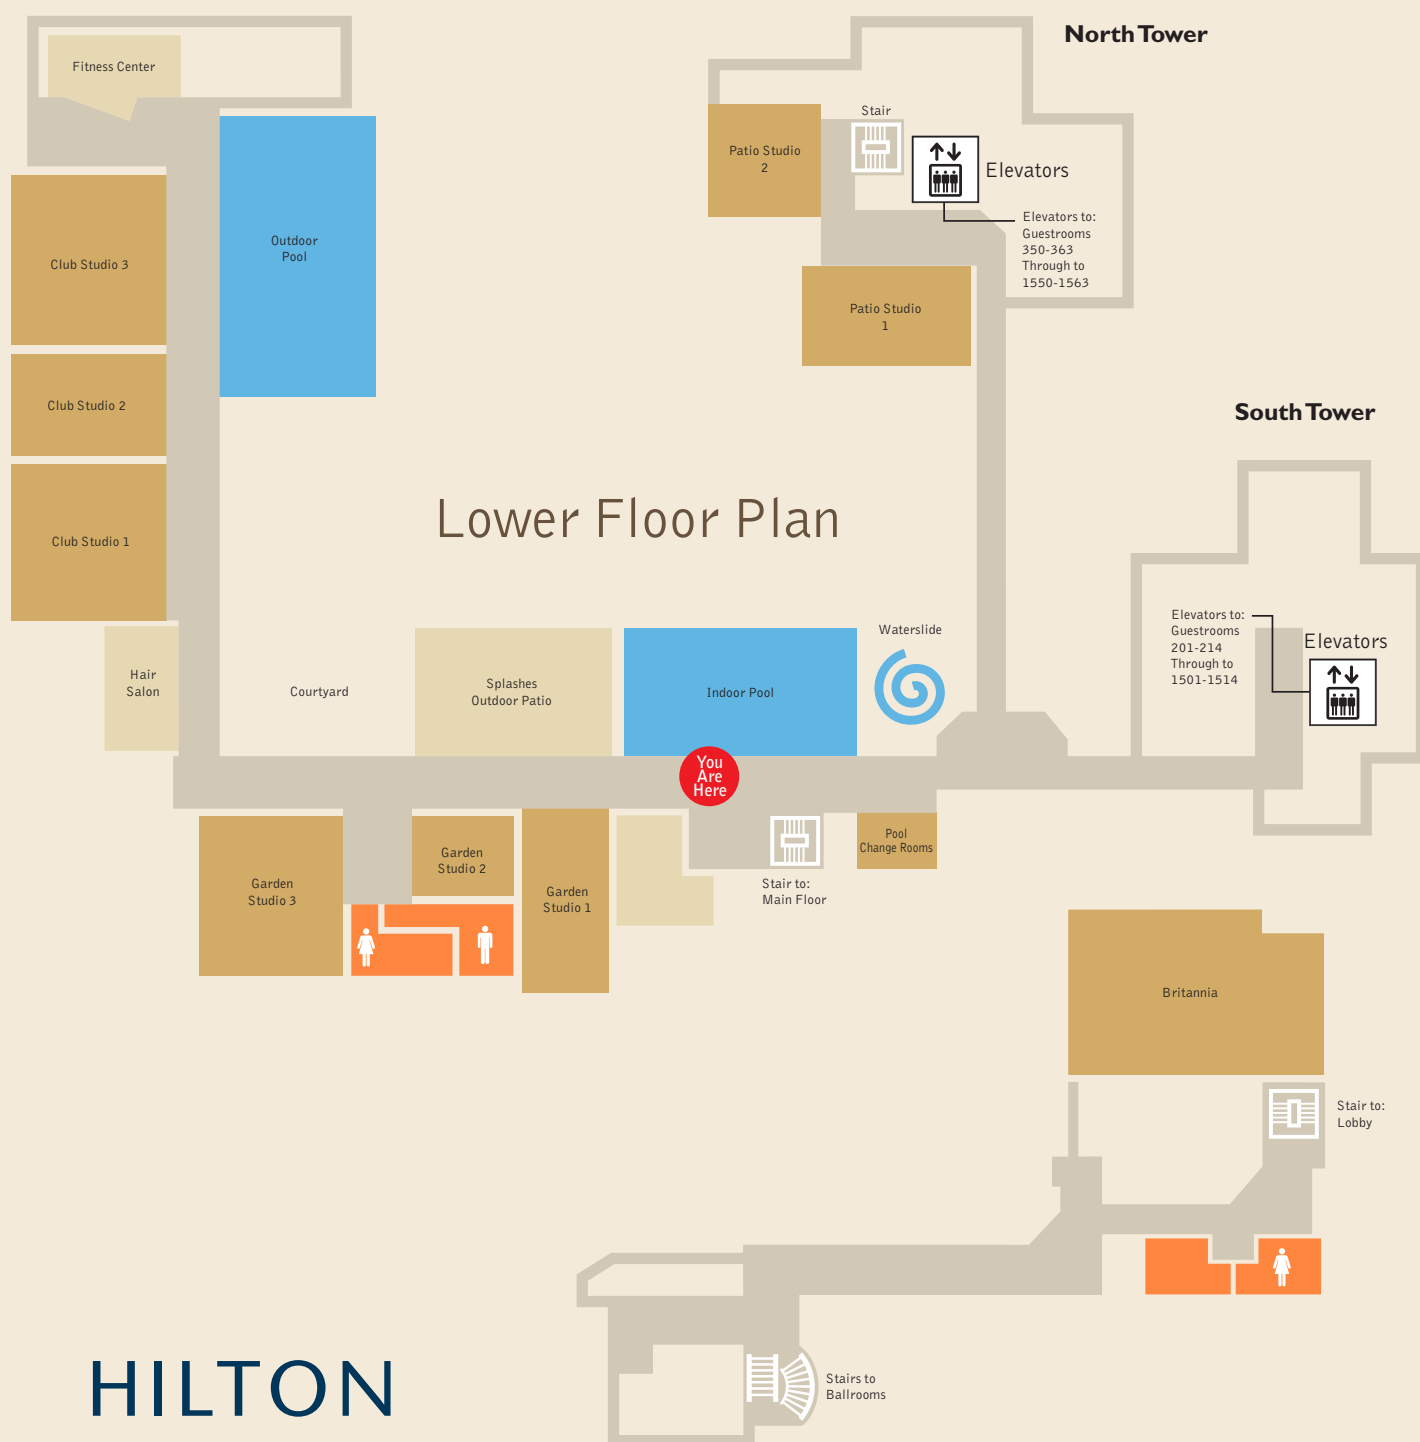 North Tower
Fitness Center
Stair
Patio Studio
2
Elevators
Elevators to:
Guestrooms
350-363
Through to
1550-1563
Outdoor
Pool
Club Studio 3
Patio Studio
1
Club Studio 2
South Tower
Lower Floor Plan
Club Studio 1
Elevators to:
Guestrooms
201-214
Through to
1501-1514
Elevators
Waterslide
Hair
Salon
Courtyard
Splashes
Outdoor Patio
Indoor Pool
You
Are
Here
Garden
Studio 3
Garden
Studio 2
Garden
Studio 1
Stair to:
Main Floor
Pool
Change Rooms
Britannia
Stair to:
Lobby
Stairs to
Ballrooms
HILTON